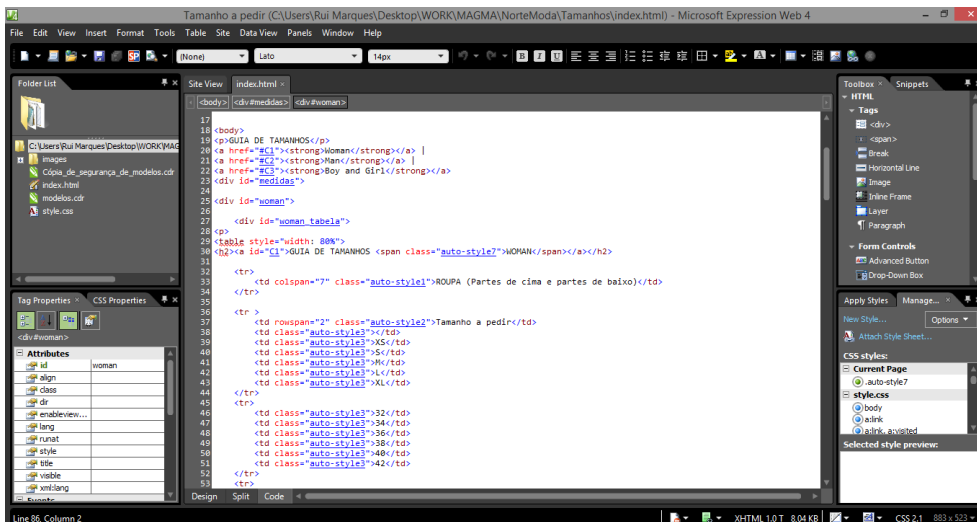 Tamanho a pedir (C:\Users\Rui Marques\Desktop\WORK\MAGMA\NorteModa\Tamanhos\index.html) - Microsoft Expression Web 4
File Edit View Insert Format Tools Table Site Data View Panels Window Help
(None) Lato 14px
Folder List
C:\Users\Rui Marques\Desktop\WORK\MAG
images
Cópia_de_segurança_de_modelos.cdr
index.html
modelos.cdr
style.css
Tag Properties CSS Properties
<div#woman>
Attributes
id woman
align
class
dir
enableview...
lang
runat
style
title
visible
xml:lang
Events
Site View index.html
<body> <div#medidas> <div#woman>
17
18 <body>
19 <p>GUIA DE TAMANHOS</p>
20 <a href="#C1"><strong>Woman</strong></a> |
21 <a href="#C2"><strong>Man</strong></a> |
22 <a href="#C3"><strong>Boy and Girl</strong></a>
23 <div id="medidas">
24
25 <div id="woman">
26
27 <div id="woman_tabela">
28 <p>
29 <table style="width: 80%">
30 <h2><a id="C1">GUIA DE TAMANHOS <span class="auto-style7">WOMAN</span></a></h2>
31
32 <tr>
33 <td colspan="7" class="auto-style1">ROUPA (Partes de cima e partes de baixo)</td>
34 </tr>
35
36 <tr >
37 <td rowspan="2" class="auto-style2">Tamanho a pedir</td>
38 <td class="auto-style3"></td>
39 <td class="auto-style3">XS</td>
40 <td class="auto-style3">S</td>
41 <td class="auto-style3">M</td>
42 <td class="auto-style3">L</td>
43 <td class="auto-style3">XL</td>
44 </tr>
45 <tr>
46 <td class="auto-style3">32</td>
47 <td class="auto-style3">34</td>
48 <td class="auto-style3">36</td>
49 <td class="auto-style3">38</td>
50 <td class="auto-style3">40</td>
51 <td class="auto-style3">42</td>
52 </tr>
53 <tr>
Design Split Code
Toolbox Snippets
HTML
Tags
<div>
<span>
Break
Horizontal Line
Image
Inline Frame
Layer
Paragraph
Form Controls
Advanced Button
Drop-Down Box
Apply Styles Manage...
New Style... Options
Attach Style Sheet...
CSS styles:
Current Page
.auto-style7
style.css
body
a:link
a:link, a:visited
Selected style preview:
Line 86, Column 2
XHTML 1.0 T 8.04 KB CSS 2.1 883 x 523